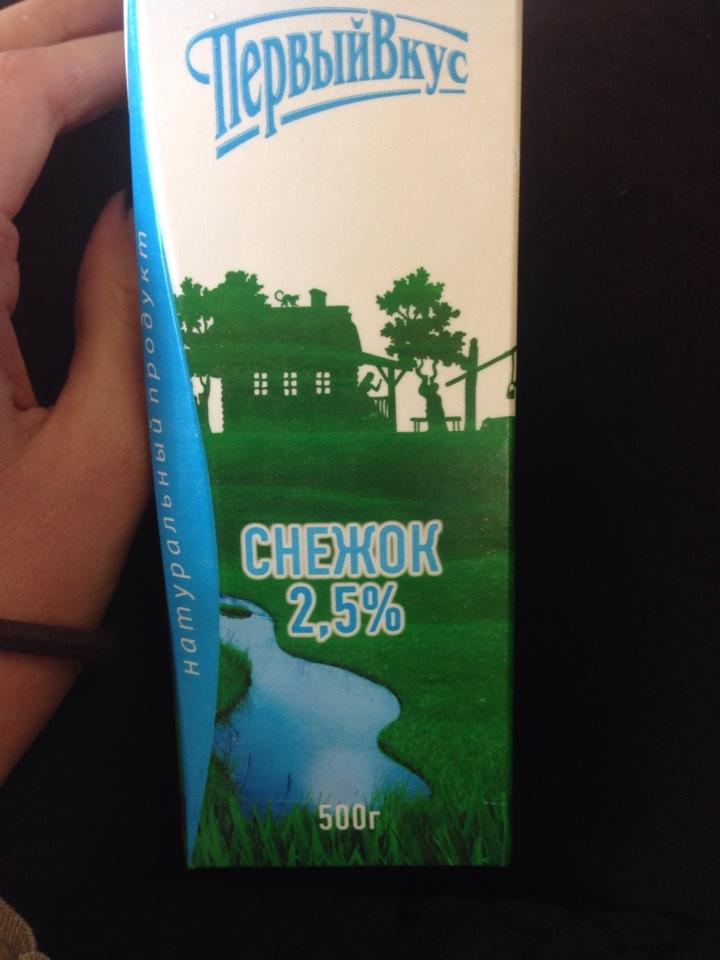 ПервыйВкус
натуральный продукт
СНЕЖОК
2,5%
500г